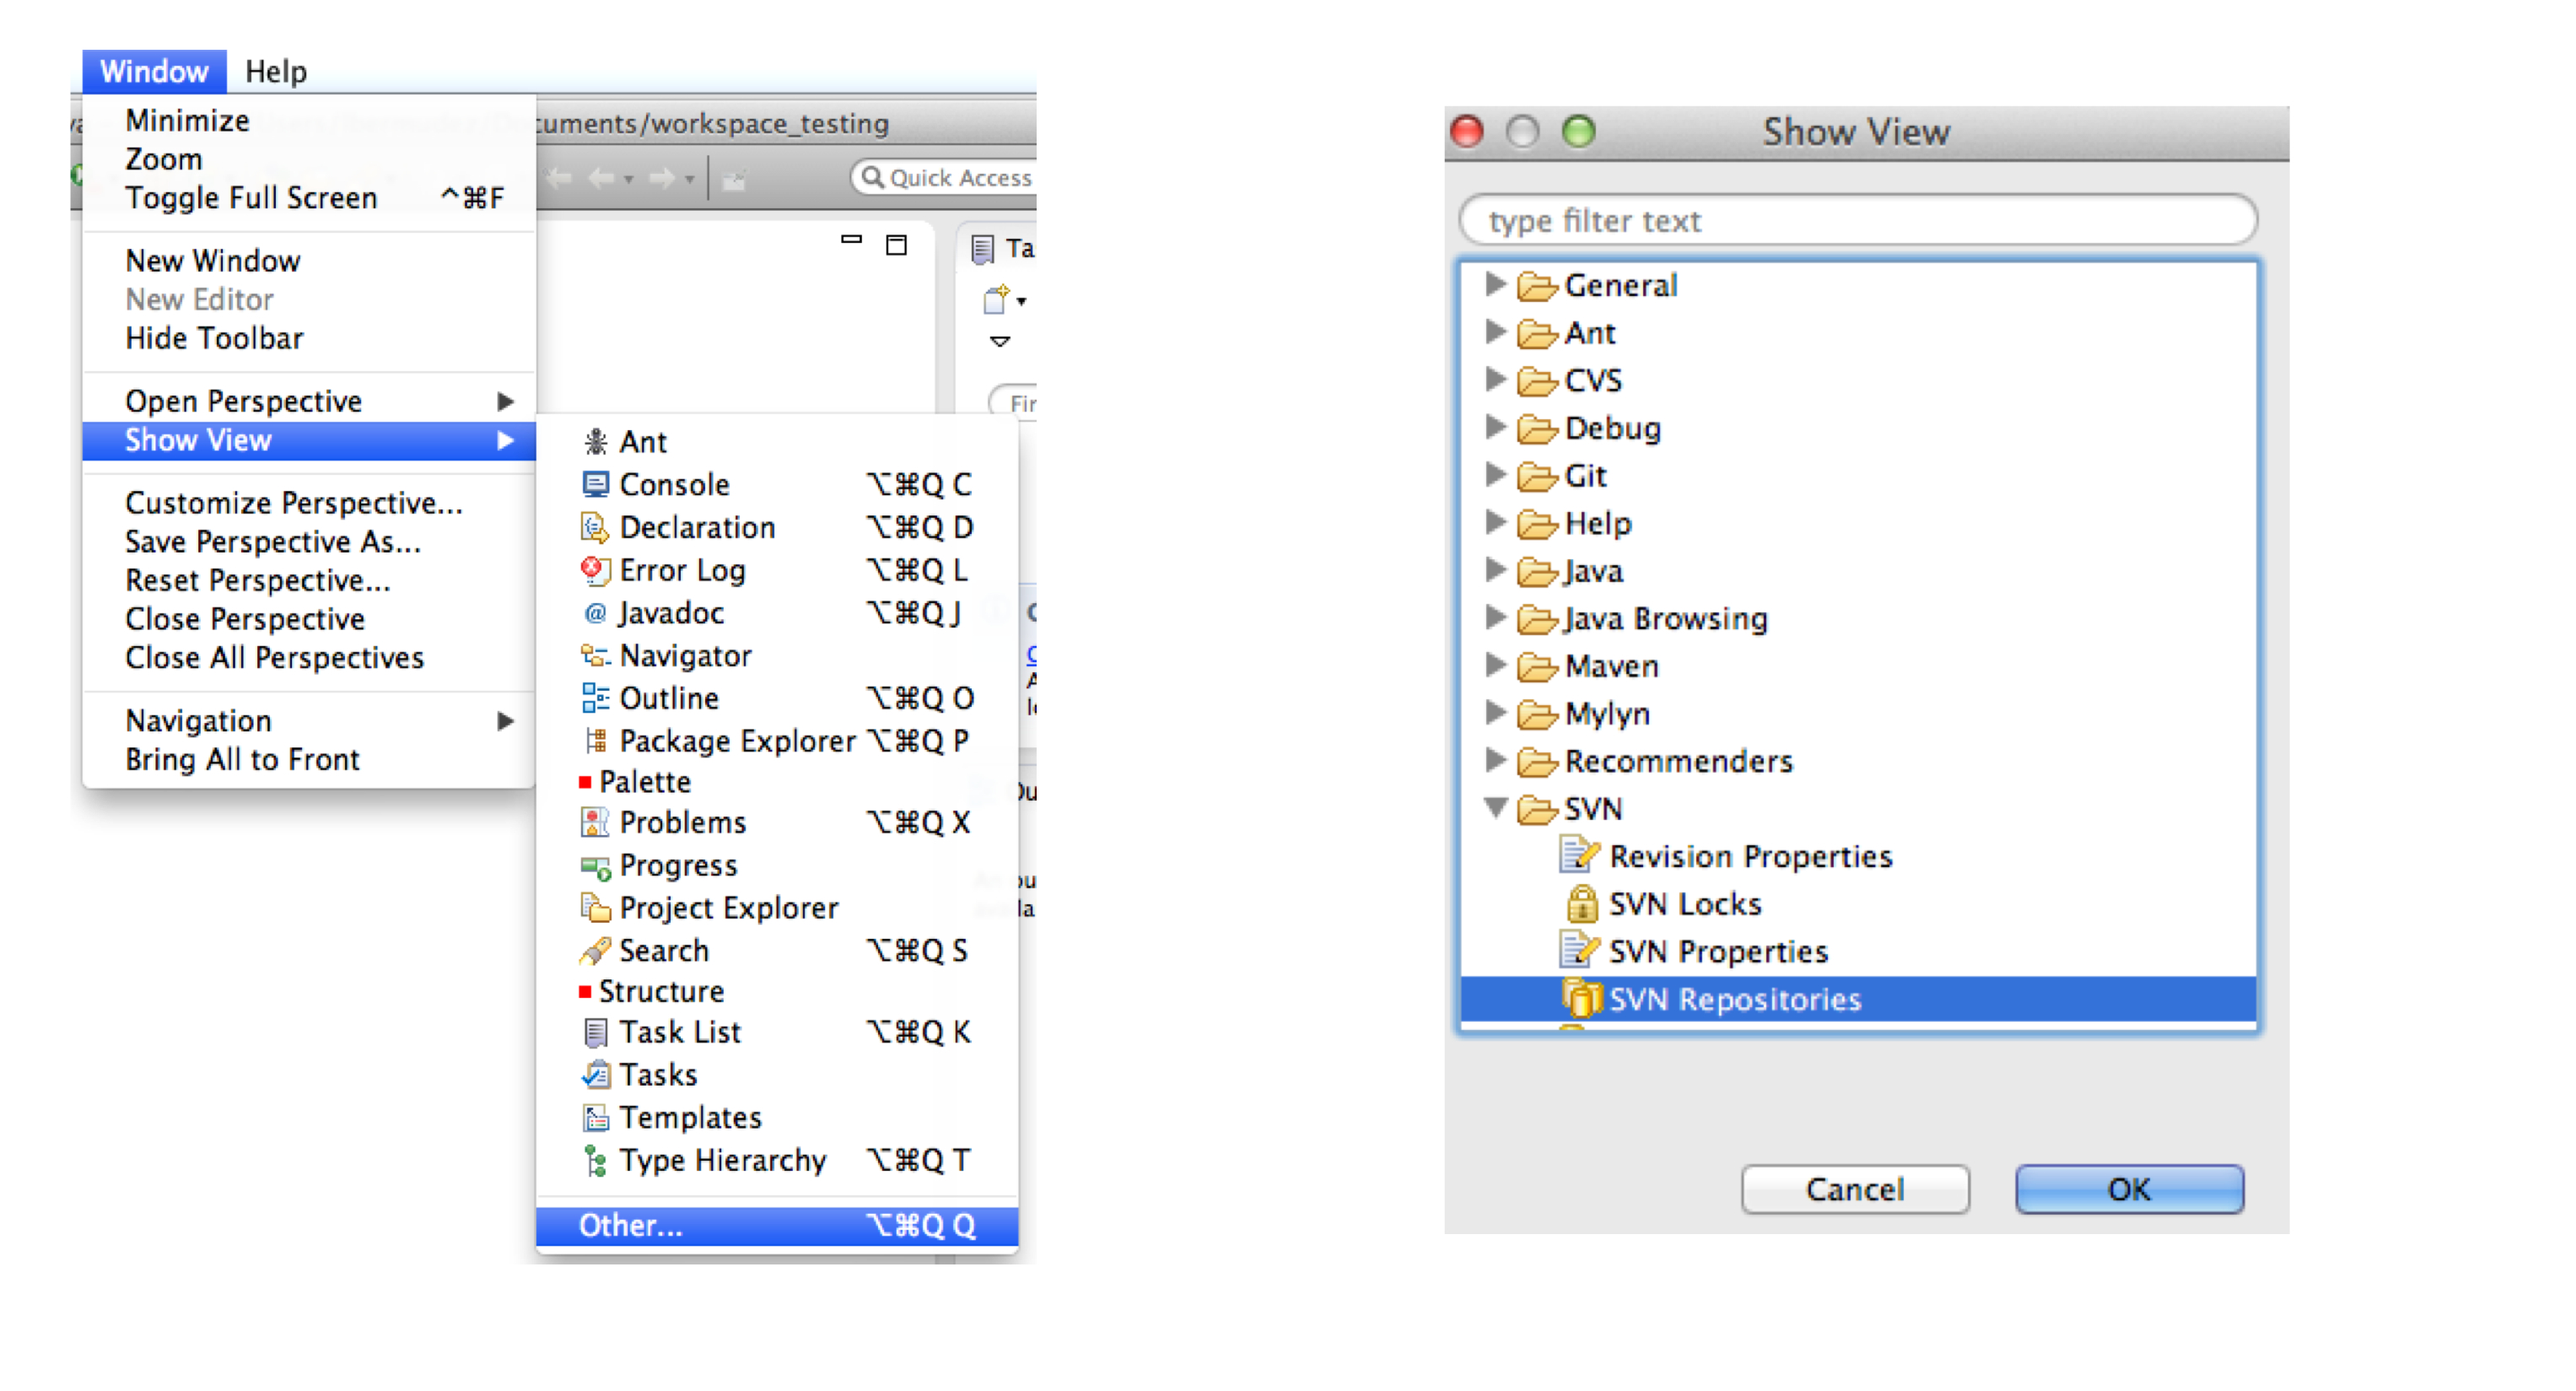 Window Help
Minimize
cuments/workspace_testing
Zoom
Toggle Full Screen ^⌘F
Quick Access
New Window
New Editor
Hide Toolbar
Ta
Open Perspective
Fir
Show View
Customize Perspective...
Save Perspective As...
Reset Perspective...
Close Perspective
Close All Perspectives
Navigation
Bring All to Front
Ant
Console ⌥⌘Q C
Declaration ⌥⌘Q D
Error Log ⌥⌘Q L
@ Javadoc ⌥⌘Q J
Navigator
Outline ⌥⌘Q O
Package Explorer ⌥⌘Q P
Palette
Problems ⌥⌘Q X
Progress
Project Explorer
Search ⌥⌘Q S
Structure
Task List ⌥⌘Q K
Tasks
Templates
Type Hierarchy ⌥⌘Q T
Other... ⌥⌘Q Q
Show View
type filter text
General
Ant
CVS
Debug
Git
Help
Java
Java Browsing
Maven
Mylyn
Recommenders
SVN
Revision Properties
SVN Locks
SVN Properties
SVN Repositories
Cancel OK